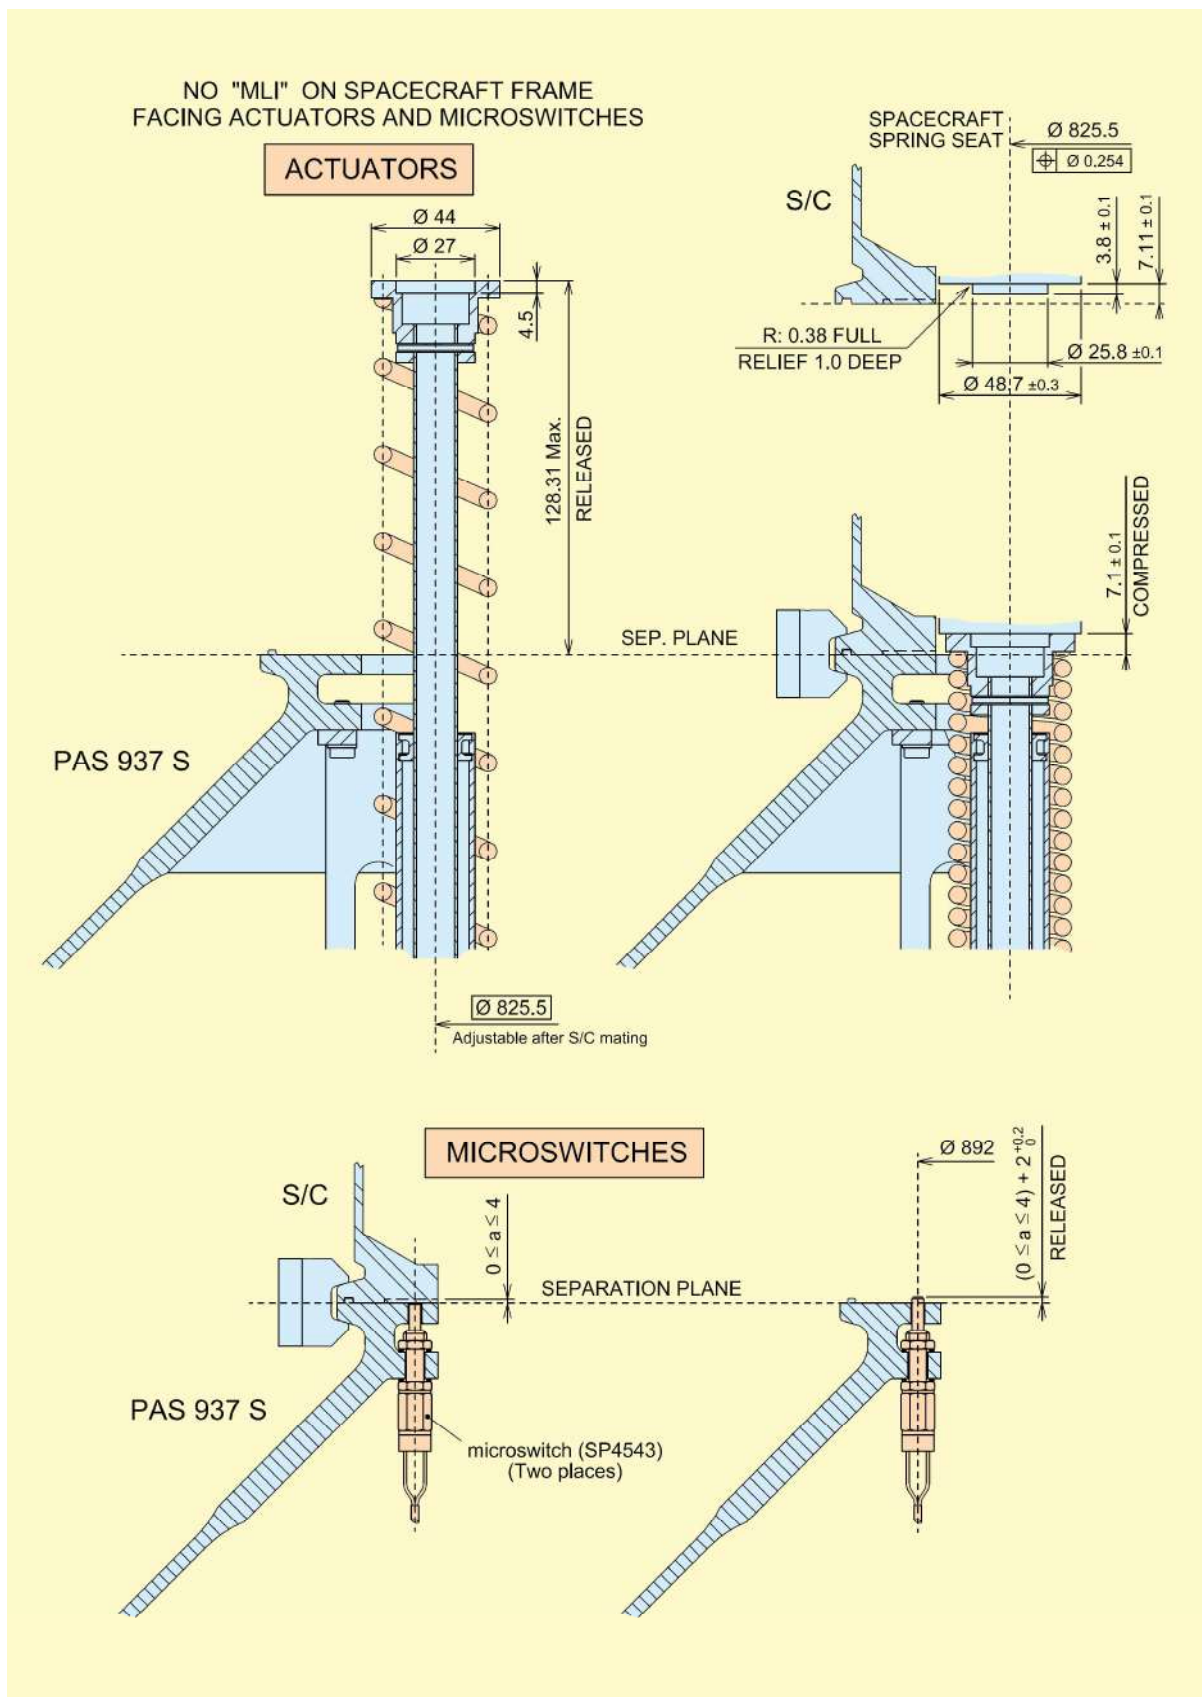 NO "MLI" ON SPACECRAFT FRAME
FACING ACTUATORS AND MICROSWITCHES
ACTUATORS
SPACECRAFT
SPRING SEAT
Ø 825.5
⌖ Ø 0.254
S/C
3.8 ± 0.1
7.11 ± 0.1
Ø 44
Ø 27
4.5
128.31 Max.
RELEASED
R: 0.38 FULL
RELIEF 1.0 DEEP
Ø 25.8 ±0.1
Ø 48.7 ±0.3
7.1 ± 0.1
COMPRESSED
SEP. PLANE
PAS 937 S
Ø 825.5
Adjustable after S/C mating
MICROSWITCHES
S/C
0 ≤ a ≤ 4
SEPARATION PLANE
Ø 892
(0 ≤ a ≤ 4) + 2 +0.2 0
RELEASED
PAS 937 S
microswitch (SP4543)
(Two places)